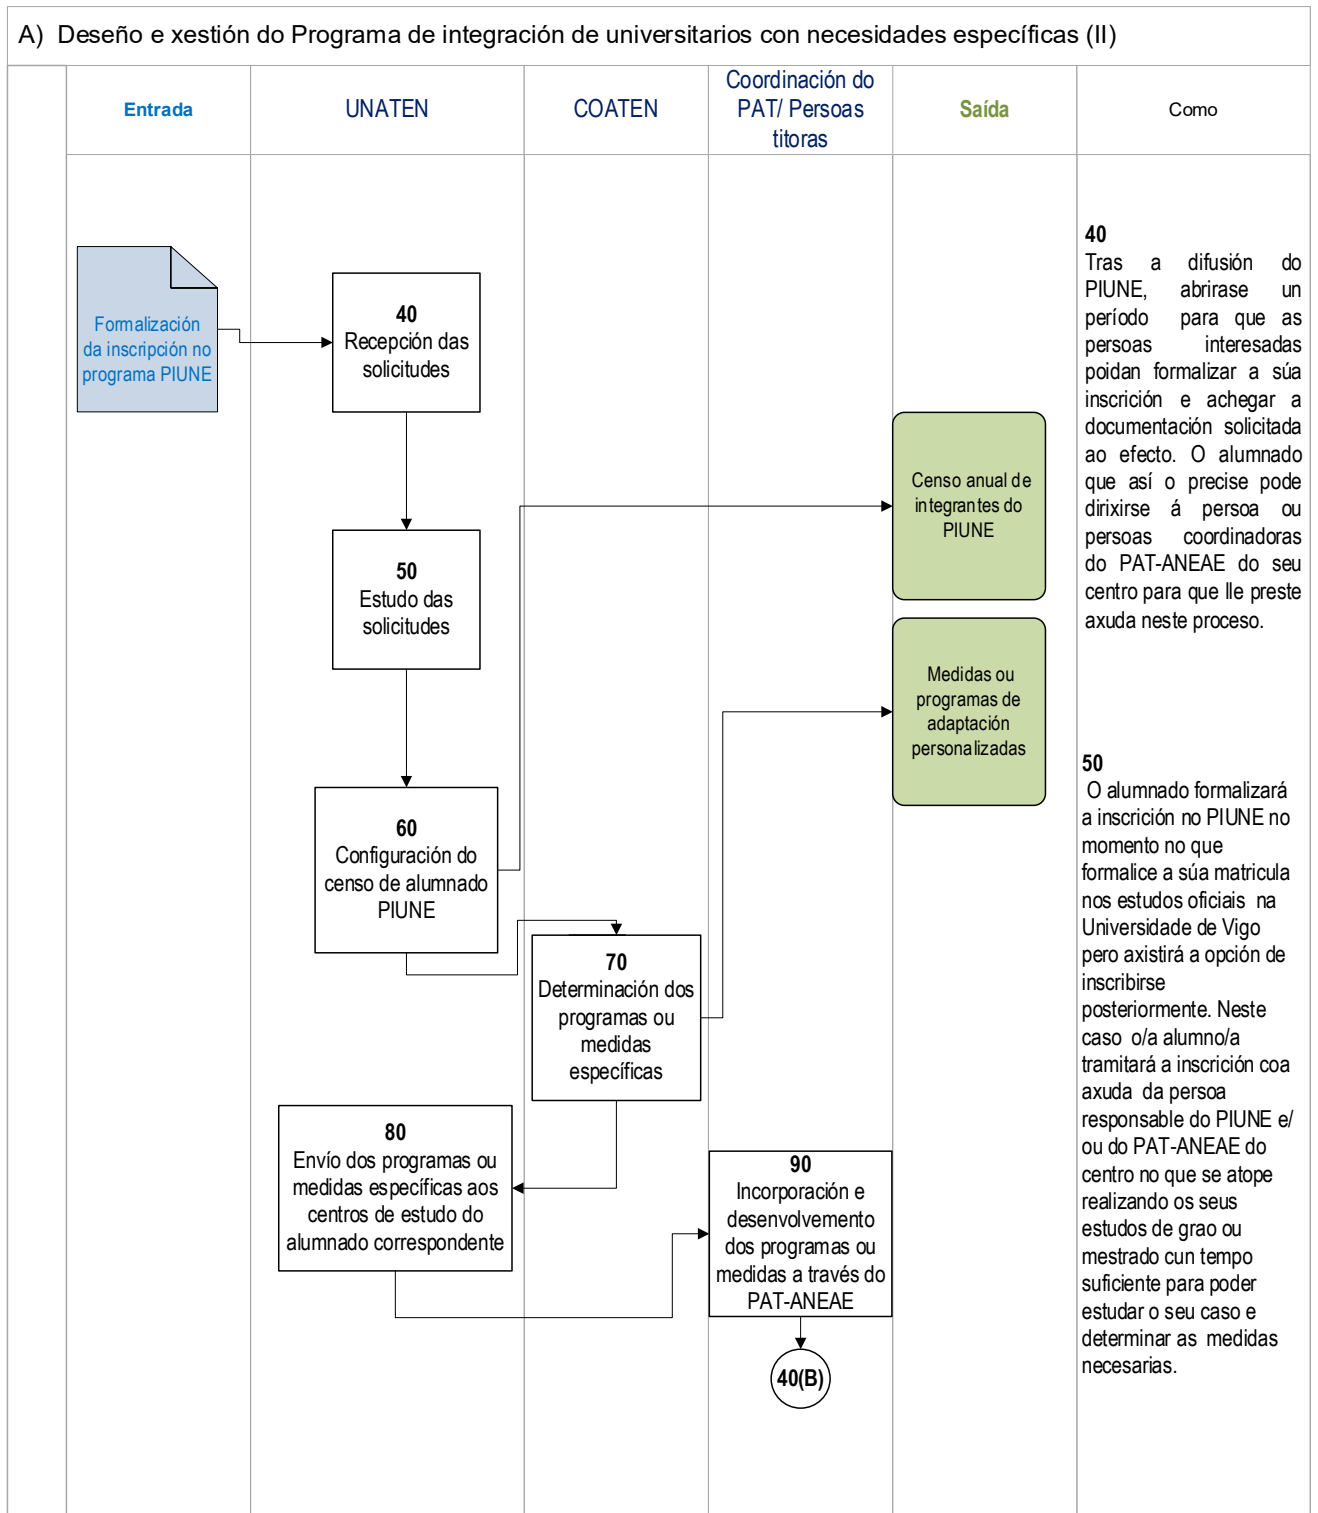 A) Deseño e xestión do Programa de integración de universitarios con necesidades específicas (II)
Entrada
UNATEN
COATEN
Coordinación do
PAT/ Persoas
titoras
Saída
Como
Formalización
da inscripción no
programa PIUNE
40
Recepción das
solicitudes
50
Estudo das
solicitudes
60
Configuración do
censo de alumnado
PIUNE
70
Determinación dos
programas ou
medidas
específicas
80
Envío dos programas ou
medidas específicas aos
centros de estudo do
alumnado correspondente
90
Incorporación e
desenvolvemento
dos programas ou
medidas a través do
PAT-ANEAE
40(B)
Censo anual de
integrantes do
PIUNE
Medidas ou
programas de
adaptación
personalizadas
40
Tras a difusión do
PIUNE, abrirase un
período para que as
persoas interesadas
poidan formalizar a súa
inscrición e achegar a
documentación solicitada
ao efecto. O alumnado
que así o precise pode
dirixirse á persoa ou
persoas coordinadoras
do PAT-ANEAE do seu
centro para que lle preste
axuda neste proceso.
50
O alumnado formalizará
a inscrición no PIUNE no
momento no que
formalice a súa matricula
nos estudos oficiais na
Universidade de Vigo
pero axistirá a opción de
inscribirse
posteriormente. Neste
caso o/a alumno/a
tramitará a inscrición coa
axuda da persoa
responsable do PIUNE e/
ou do PAT-ANEAE do
centro no que se atope
realizando os seus
estudos de grao ou
mestrado cun tempo
suficiente para poder
estudar o seu caso e
determinar as medidas
necesarias.